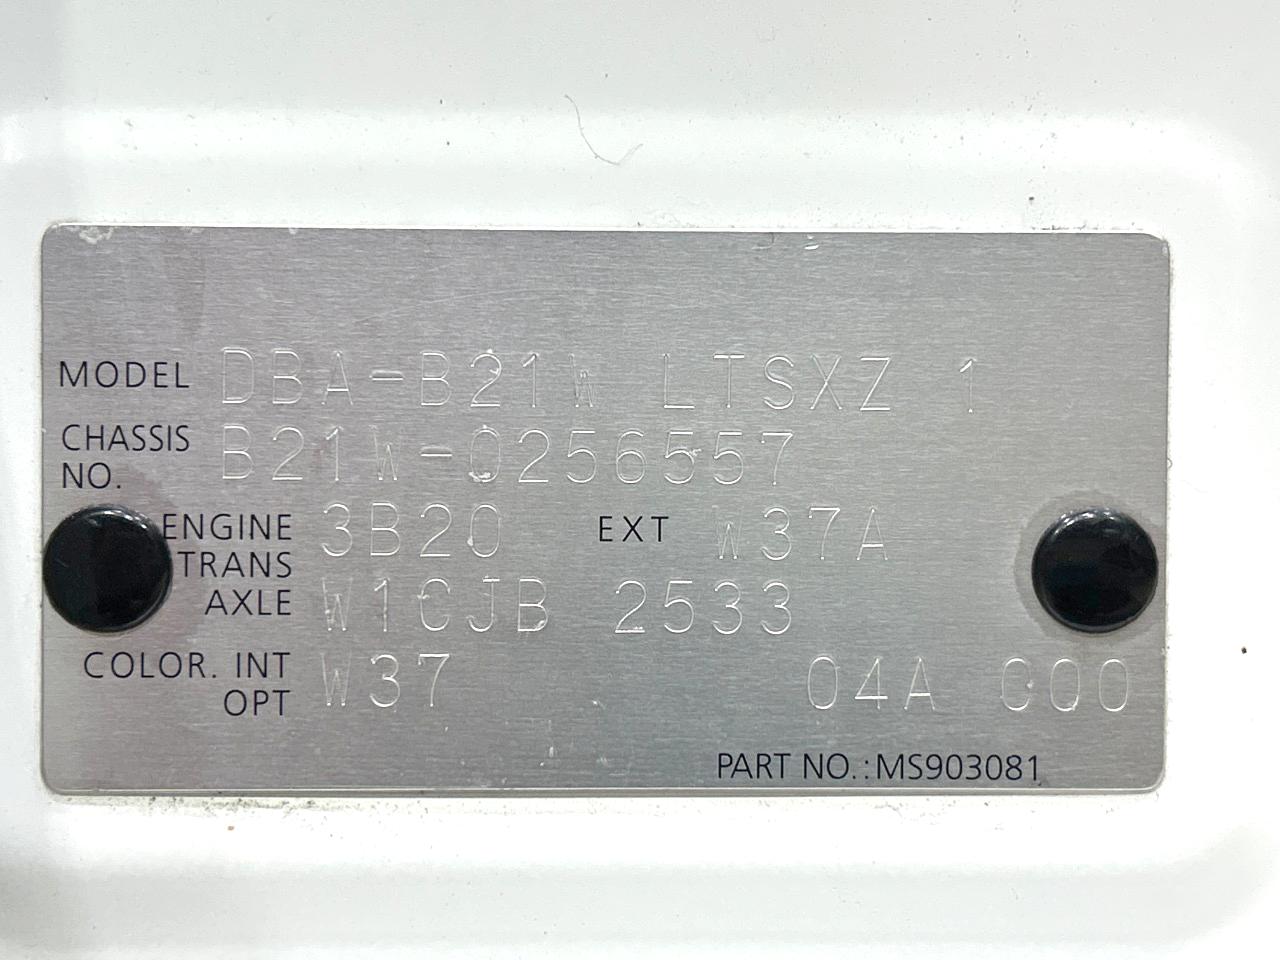 MODEL DBA-B21W LTSXZ 1
CHASSIS NO. B21W-0256557
ENGINE 3B20 EXT W37A
TRANS AXLE W1CJB 2533
COLOR. INT OPT W37 04A 000
PART NO.:MS903081